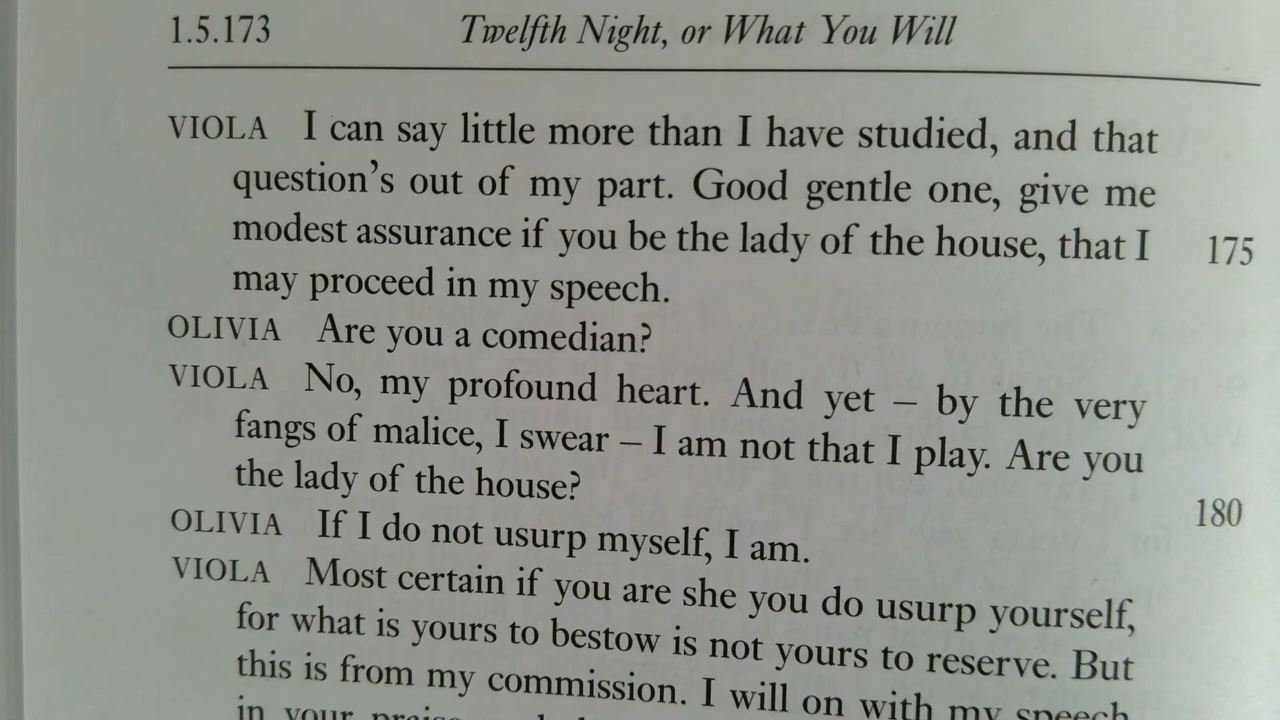 1.5.173 Twelfth Night, or What You Will
VIOLA I can say little more than I have studied, and that
question's out of my part. Good gentle one, give me
modest assurance if you be the lady of the house, that I 175
may proceed in my speech.
OLIVIA Are you a comedian?
VIOLA No, my profound heart. And yet – by the very
fangs of malice, I swear – I am not that I play. Are you
the lady of the house? 180
OLIVIA If I do not usurp myself, I am.
VIOLA Most certain if you are she you do usurp yourself,
for what is yours to bestow is not yours to reserve. But
this is from my commission. I will on with my speech
in your